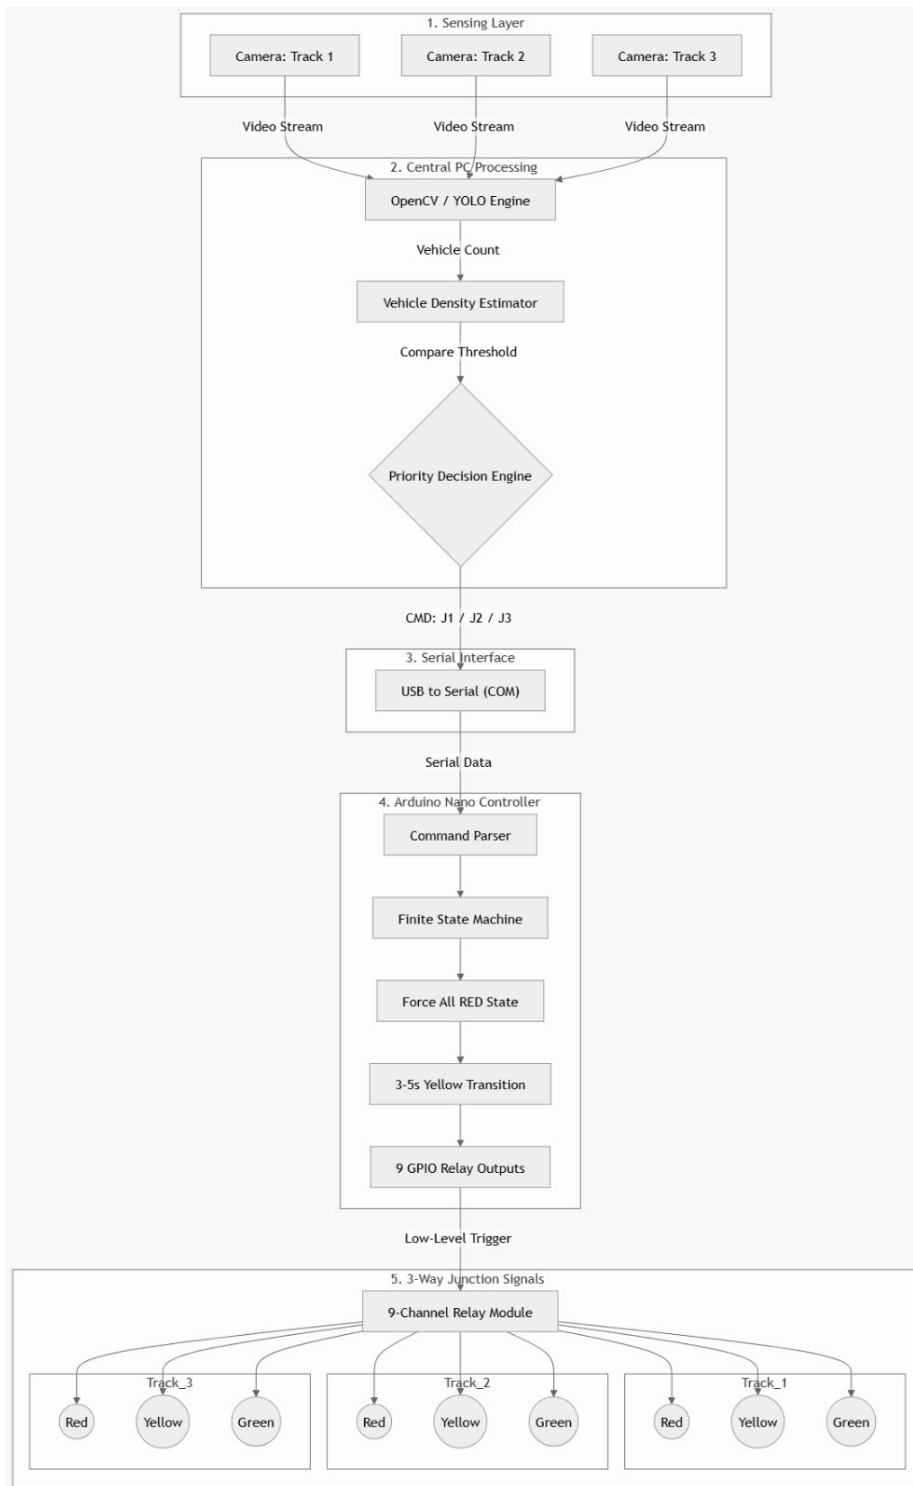 1. Sensing Layer
Camera: Track 1
Camera: Track 2
Camera: Track 3
Video Stream
Video Stream
Video Stream
2. Central PC Processing
OpenCV / YOLO Engine
Vehicle Count
Vehicle Density Estimator
Compare Threshold
Priority Decision Engine
CMD: J1 / J2 / J3
3. Serial Interface
USB to Serial (COM)
Serial Data
4. Arduino Nano Controller
Command Parser
Finite State Machine
Force All RED State
3-5s Yellow Transition
9 GPIO Relay Outputs
Low-Level Trigger
5. 3-Way Junction Signals
9-Channel Relay Module
Track_3
Red
Yellow
Green
Track_2
Red
Yellow
Green
Track_1
Red
Yellow
Green